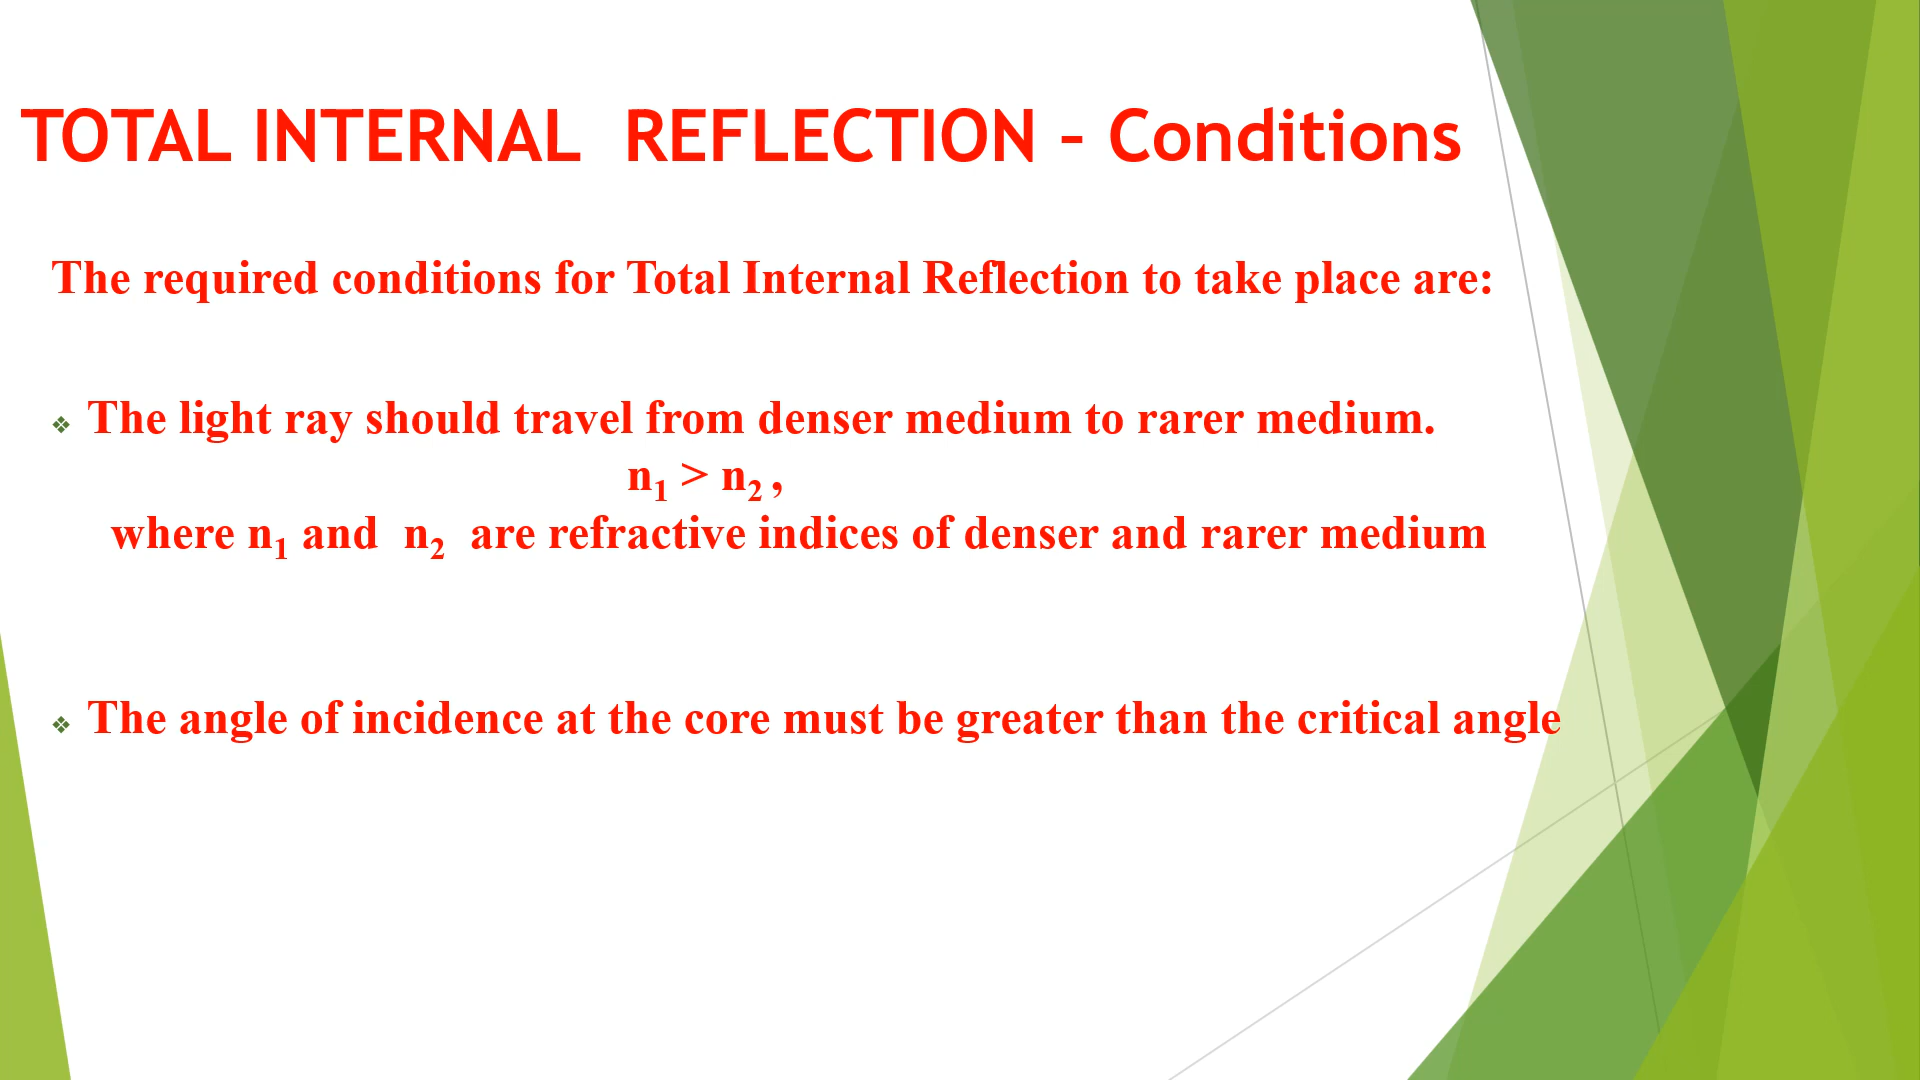 TOTAL INTERNAL  REFLECTION – Conditions
The required conditions for Total Internal Reflection to take place are:
❖ The light ray should travel from denser medium to rarer medium.
n₁ > n₂ ,
where n₁ and  n₂  are refractive indices of denser and rarer medium
❖ The angle of incidence at the core must be greater than the critical angle